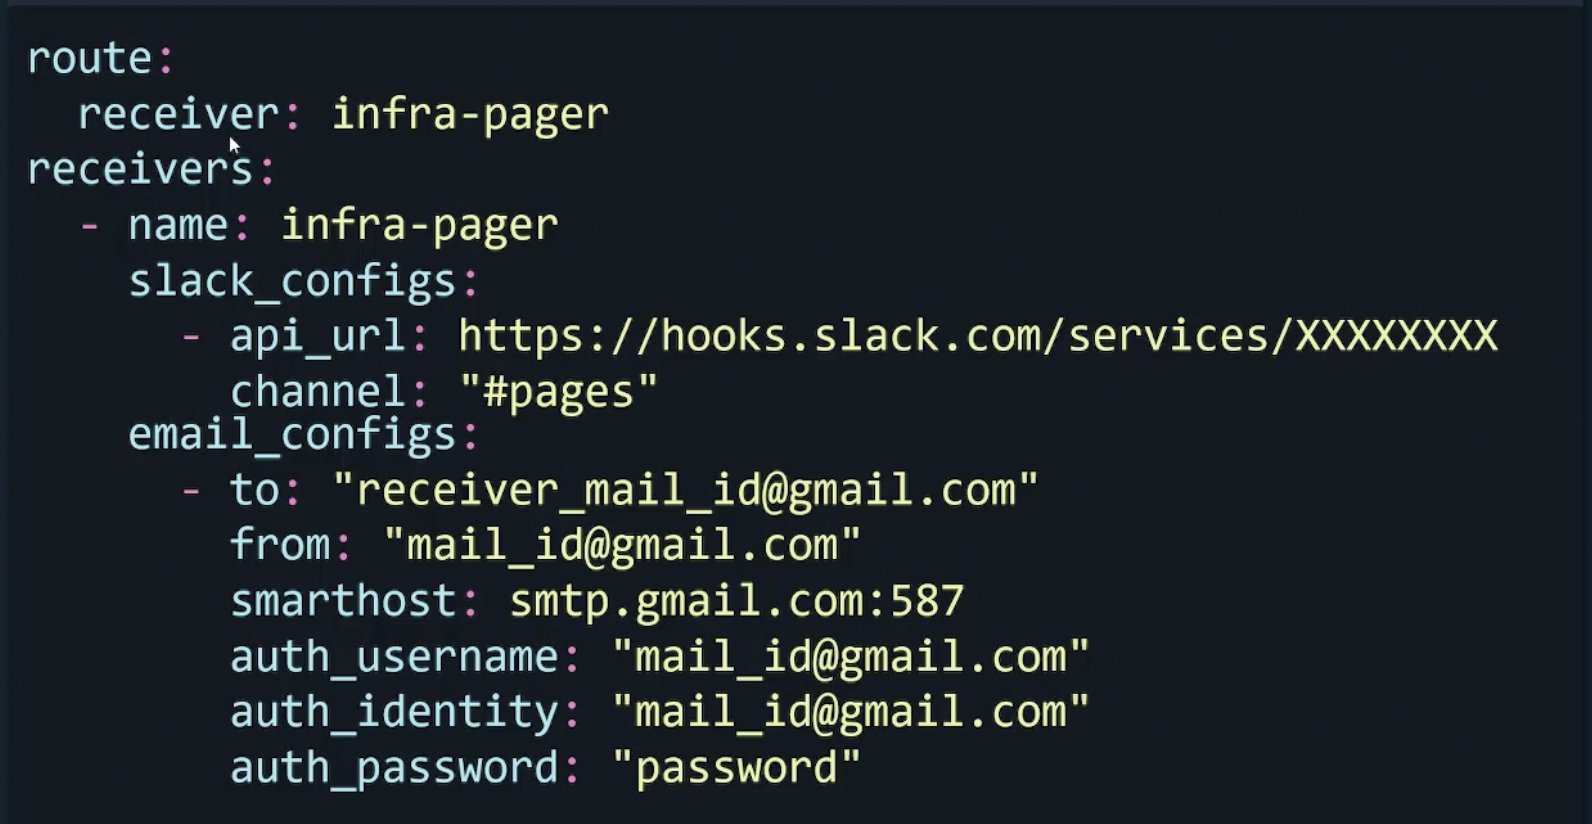 route:
  receiver: infra-pager
receivers:
  - name: infra-pager
    slack_configs:
      - api_url: https://hooks.slack.com/services/XXXXXXXX
        channel: "#pages"
    email_configs:
      - to: "receiver_mail_id@gmail.com"
        from: "mail_id@gmail.com"
        smarthost: smtp.gmail.com:587
        auth_username: "mail_id@gmail.com"
        auth_identity: "mail_id@gmail.com"
        auth_password: "password"